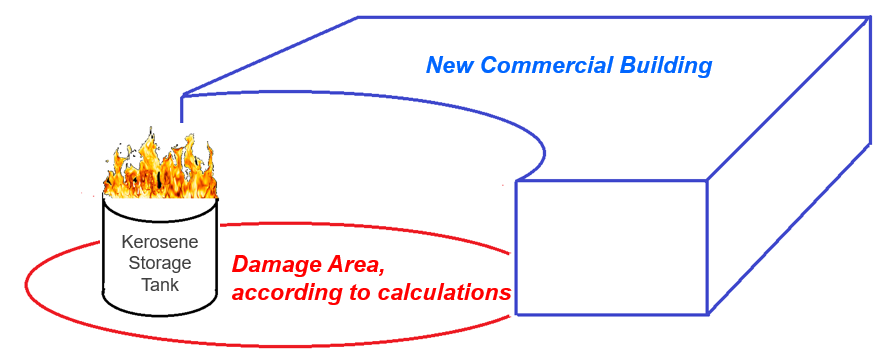 New Commercial Building
Kerosene
Storage
Tank
Damage Area,
according to calculations